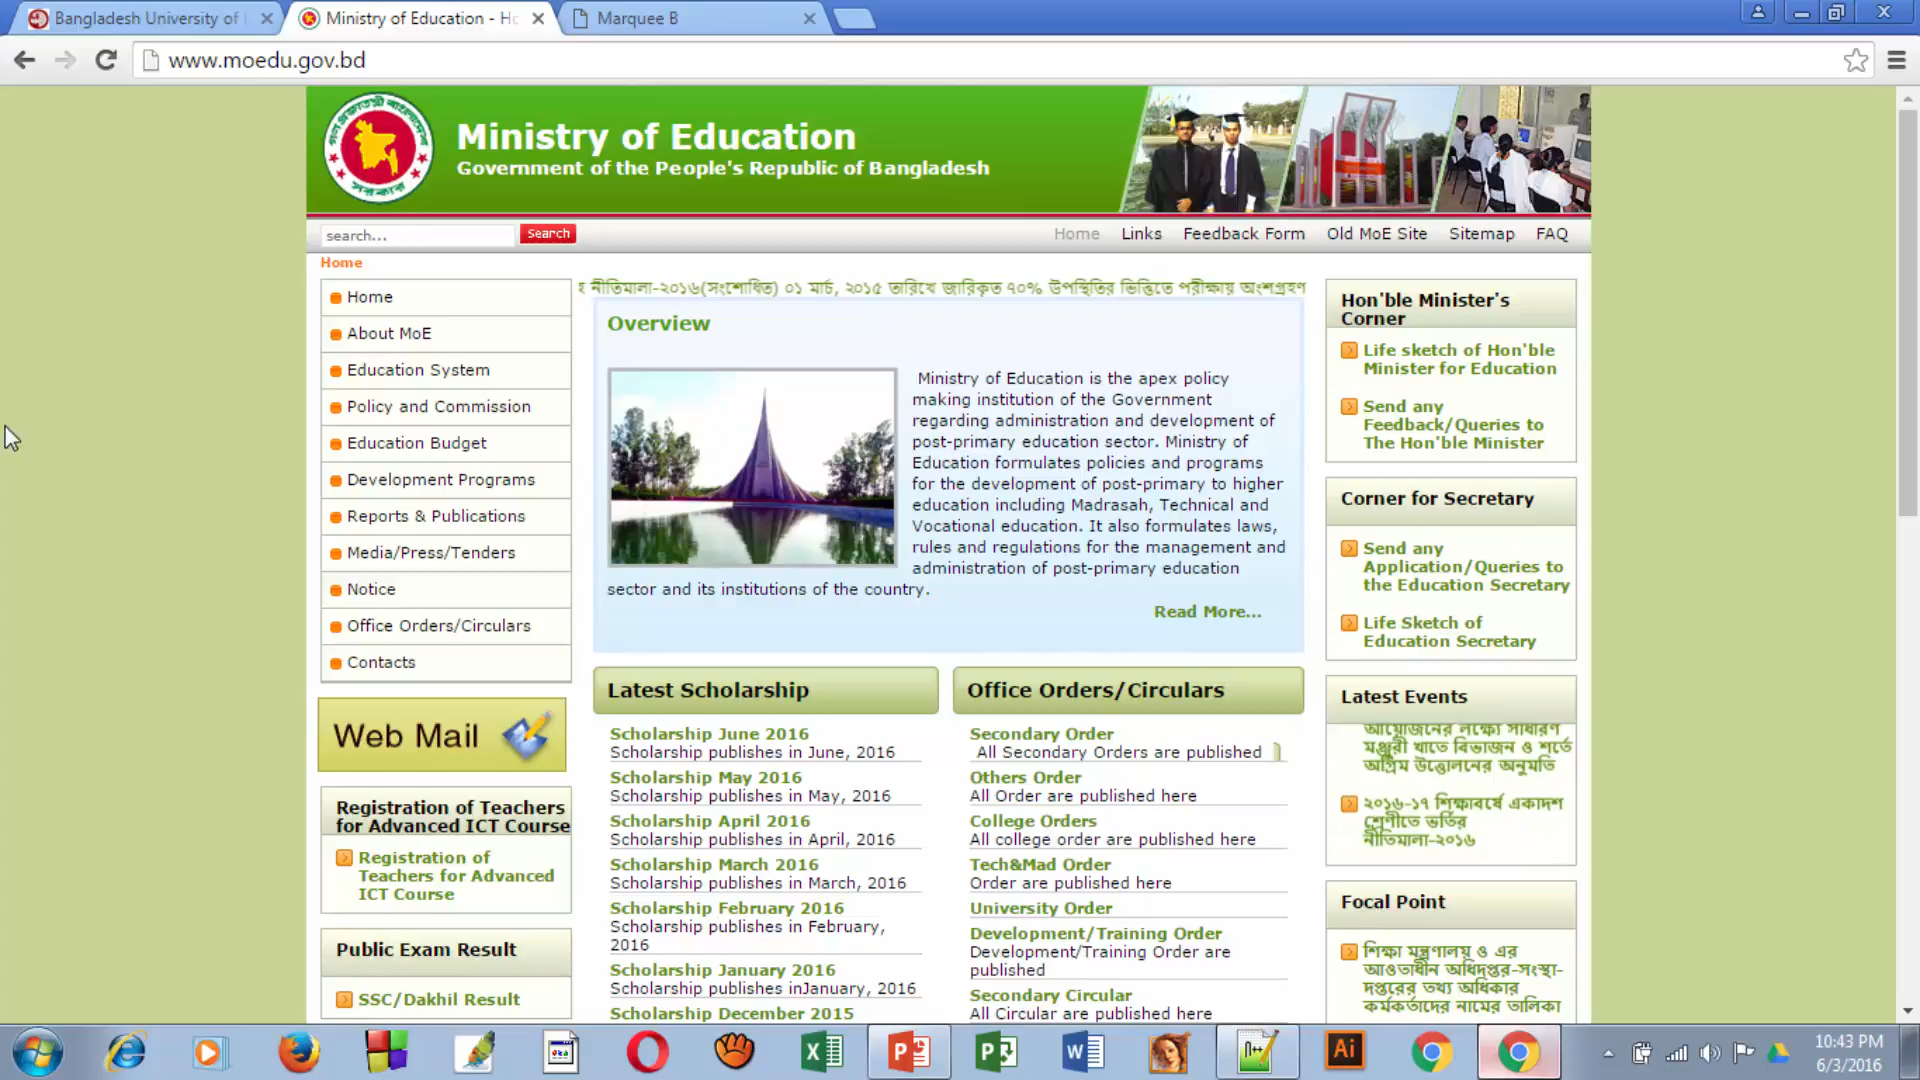 Bangladesh University of
Ministry of Education - Ho
Marquee B
www.moedu.gov.bd
গণপ্রজাতন্ত্রী বাংলাদেশ
সরকার
Ministry of Education
Government of the People's Republic of Bangladesh
search...
Search
Home
Links
Feedback Form
Old MoE Site
Sitemap
FAQ
Home
Home
About MoE
Education System
Policy and Commission
Education Budget
Development Programs
Reports & Publications
Media/Press/Tenders
Notice
Office Orders/Circulars
Contacts
Web Mail
Registration of Teachers
for Advanced ICT Course
Registration of
Teachers for Advanced
ICT Course
Public Exam Result
SSC/Dakhil Result
নীতিমালা-২০১৬(সংশোধিত) ০১ মার্চ, ২০১৫ তারিখে জারিকৃত ৭০% উপস্থিতির ভিত্তিতে পরীক্ষায় অংশগ্রহণ
Overview
Ministry of Education is the apex policy
making institution of the Government
regarding administration and development of
post-primary education sector. Ministry of
Education formulates policies and programs
for the development of post-primary to higher
education including Madrasah, Technical and
Vocational education. It also formulates laws,
rules and regulations for the management and
administration of post-primary education
sector and its institutions of the country.
Read More...
Latest Scholarship
Scholarship June 2016
Scholarship publishes in June, 2016
Scholarship May 2016
Scholarship publishes in May, 2016
Scholarship April 2016
Scholarship publishes in April, 2016
Scholarship March 2016
Scholarship publishes in March, 2016
Scholarship February 2016
Scholarship publishes in February,
2016
Scholarship January 2016
Scholarship publishes inJanuary, 2016
Scholarship December 2015
Office Orders/Circulars
Secondary Order
All Secondary Orders are published
Others Order
All Order are published here
College Orders
All college order are published here
Tech&Mad Order
Order are published here
University Order
Development/Training Order
Development/Training Order are
published
Secondary Circular
All Circular are published here
Hon'ble Minister's
Corner
Life sketch of Hon'ble
Minister for Education
Send any
Feedback/Queries to
The Hon'ble Minister
Corner for Secretary
Send any
Application/Queries to
the Education Secretary
Life Sketch of
Education Secretary
Latest Events
আয়োজনের লক্ষ্যে সাধারণ
মঞ্জুরী খাতে বিভাজন ও শর্তে
অগ্রিম উত্তোলনের অনুমতি
২০১৬-১৭ শিক্ষাবর্ষে একাদশ
শ্রেণীতে ভর্তির
নীতিমালা-২০১৬
Focal Point
শিক্ষা মন্ত্রণালয় ও এর
আওতাধীন অধিদপ্তর-সংস্থা-
দপ্তরের তথ্য অধিকার
কর্মকর্তাদের নামের তালিকা
10:43 PM
6/3/2016